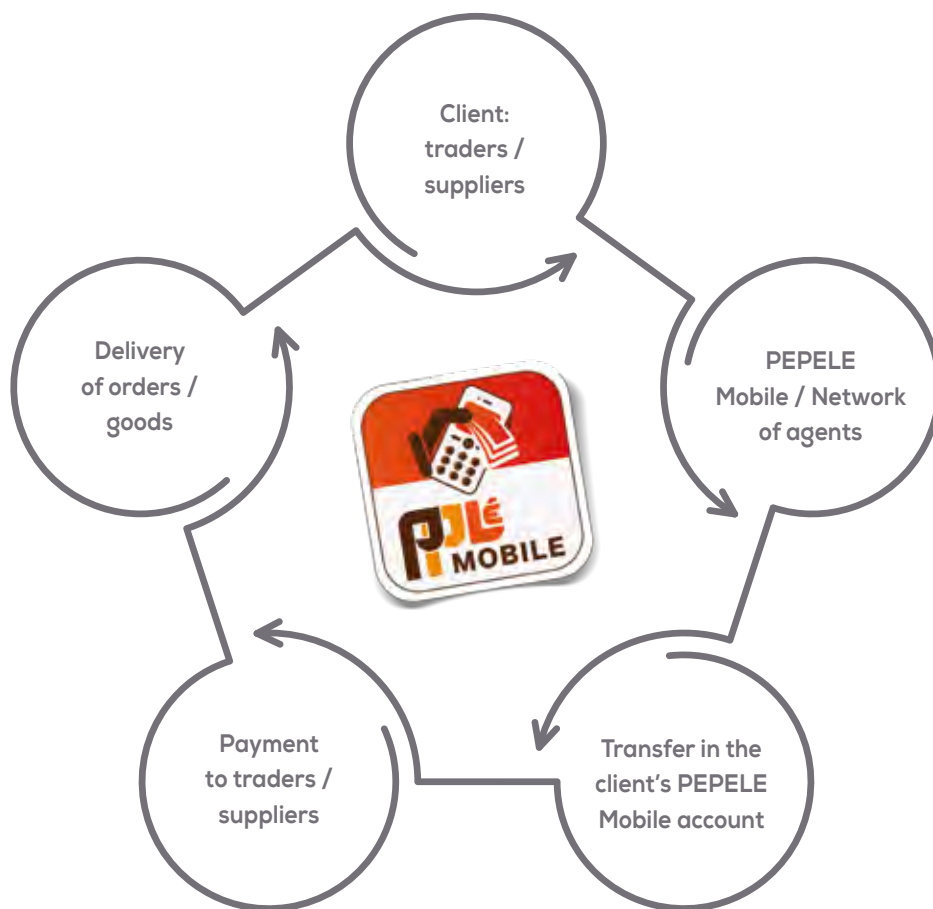 Client:
traders /
suppliers
Delivery
of orders /
goods
PEPELE
Mobile / Network
of agents
PEPELÉ
MOBILE
Payment
to traders /
suppliers
Transfer in the
client's PEPELE
Mobile account